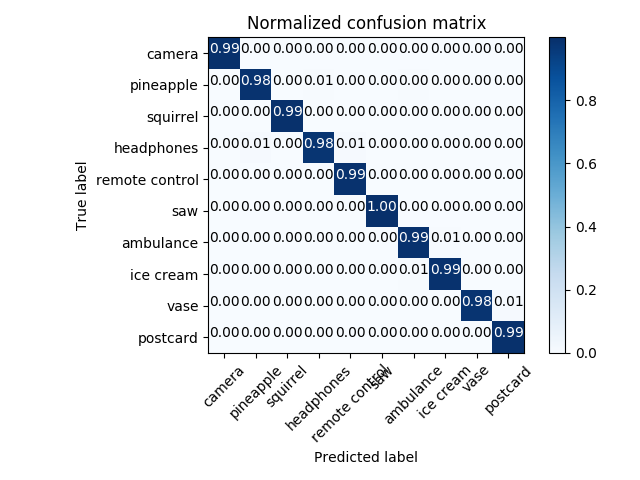 Normalized confusion matrix
camera 0.99 0.00 0.00 0.00 0.00 0.00 0.00 0.00 0.00 0.00
pineapple 0.00 0.98 0.00 0.01 0.00 0.00 0.00 0.00 0.00 0.00
squirrel 0.00 0.00 0.99 0.00 0.00 0.00 0.00 0.00 0.00 0.00
headphones 0.00 0.01 0.00 0.98 0.01 0.00 0.00 0.00 0.00 0.00
remote control 0.00 0.00 0.00 0.00 0.99 0.00 0.00 0.00 0.00 0.00
saw 0.00 0.00 0.00 0.00 0.00 1.00 0.00 0.00 0.00 0.00
ambulance 0.00 0.00 0.00 0.00 0.00 0.00 0.99 0.01 0.00 0.00
ice cream 0.00 0.00 0.00 0.00 0.00 0.00 0.01 0.99 0.00 0.00
vase 0.00 0.00 0.00 0.00 0.00 0.00 0.00 0.00 0.98 0.01
postcard 0.00 0.00 0.00 0.00 0.00 0.00 0.00 0.00 0.00 0.99
True label
camera pineapple squirrel headphones remote control saw ambulance ice cream vase postcard
Predicted label
0.8
0.6
0.4
0.2
0.0